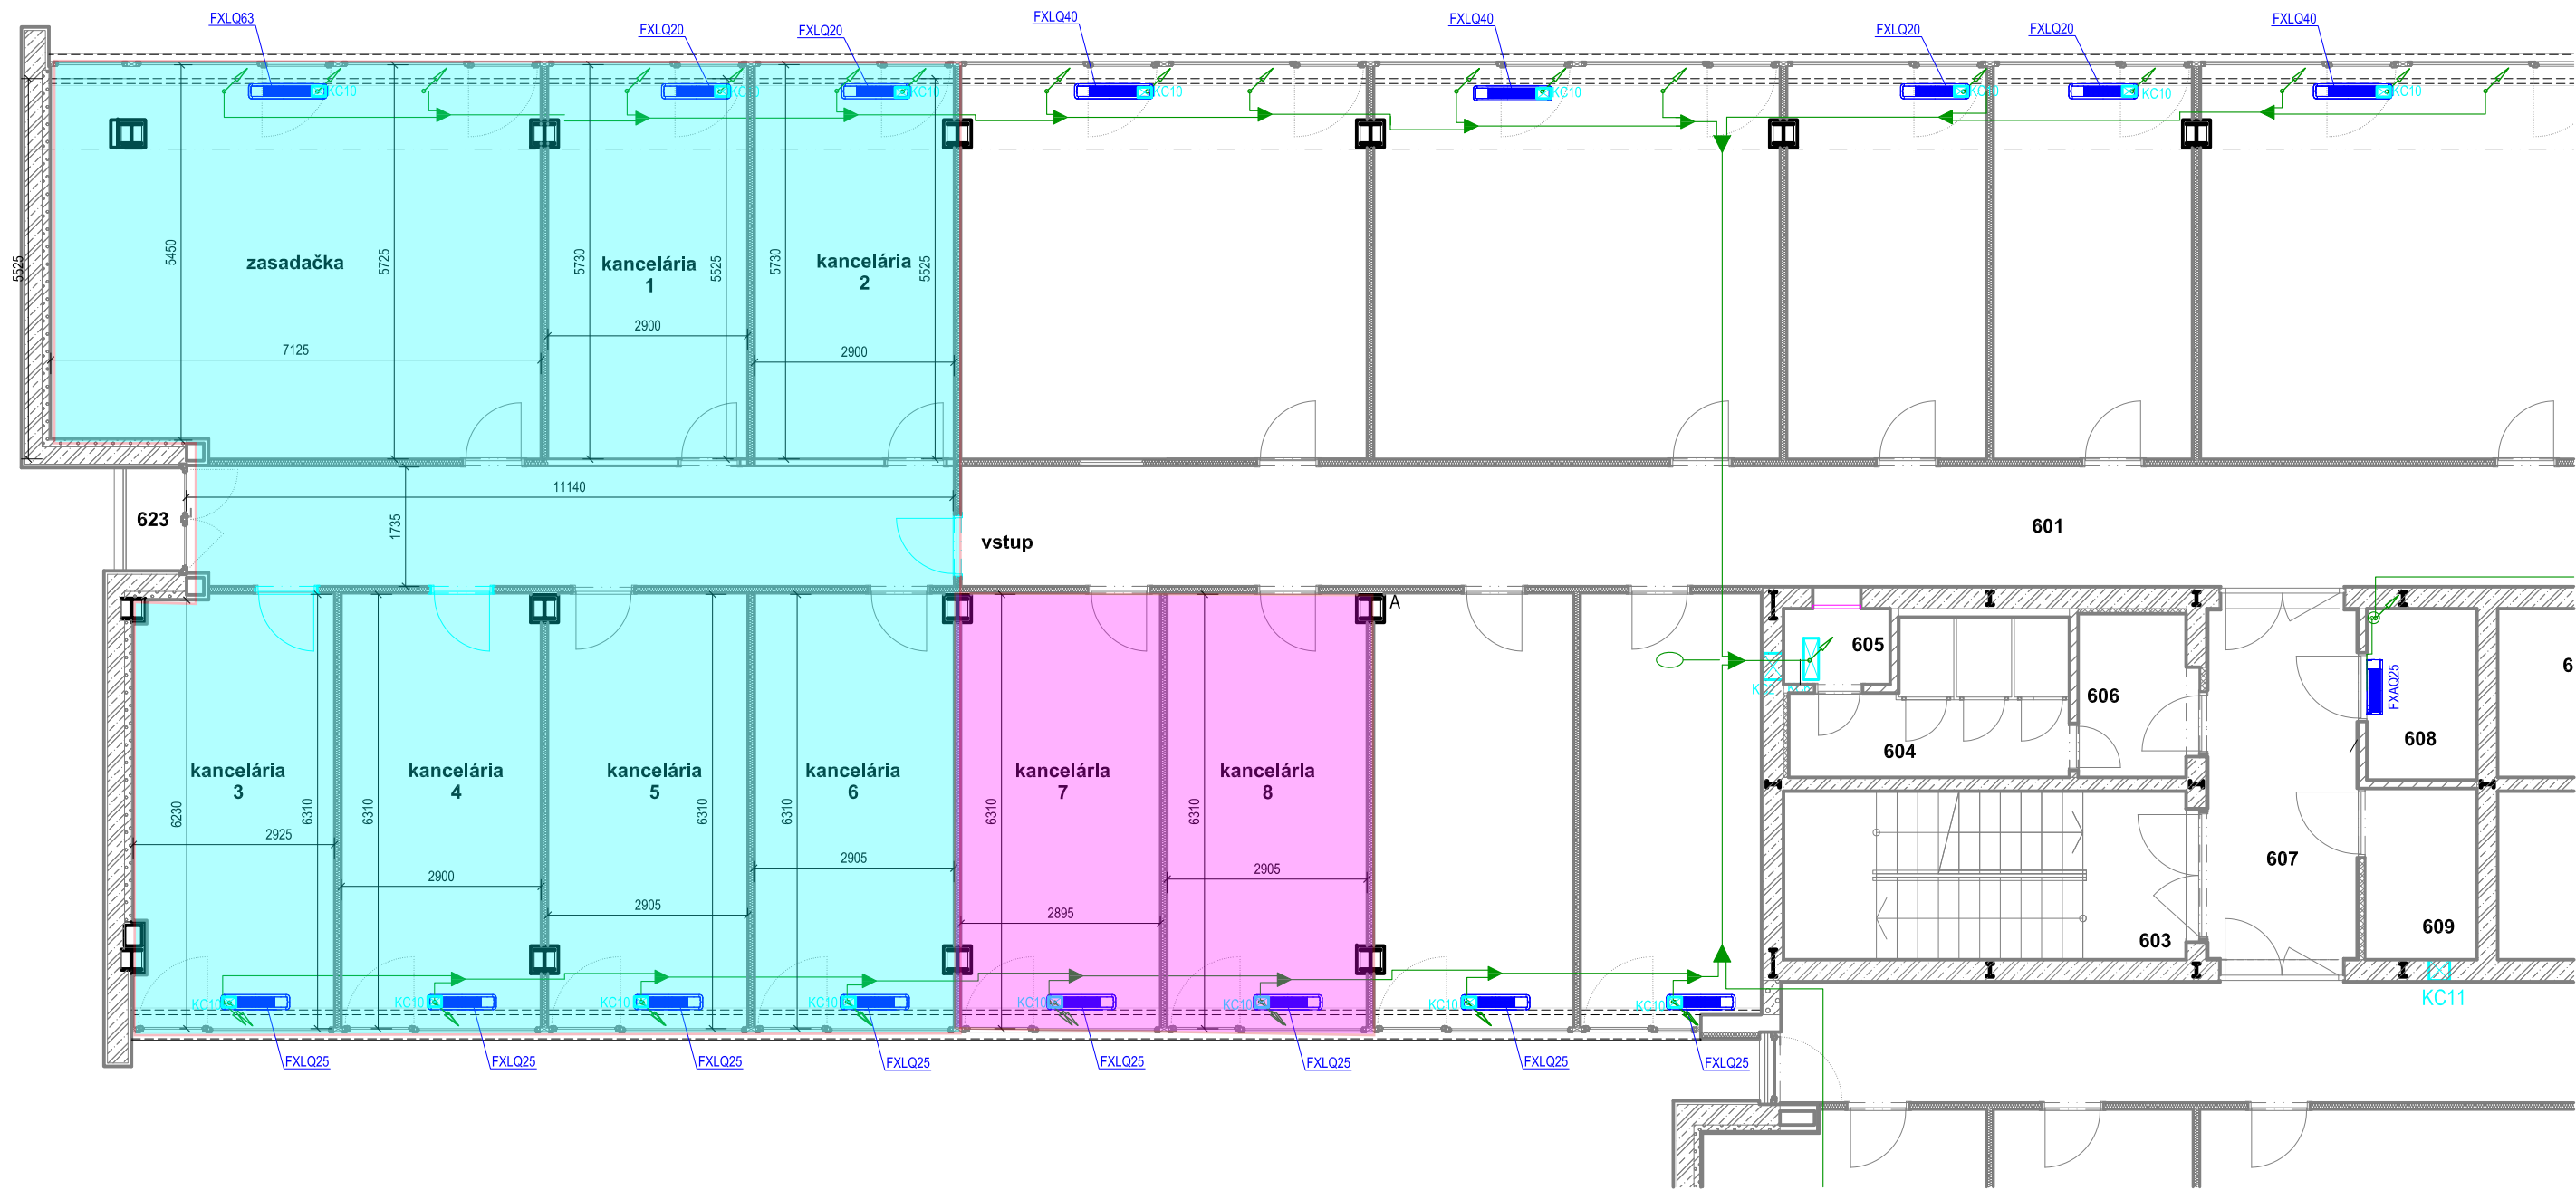 FXLQ63
FXLQ20
FXLQ20
FXLQ40
FXLQ40
FXLQ20
FXLQ20
FXLQ40
KC10
KC10
KC10
KC10
KC10
KC10
KC10
KC10
5525
5450
5725
5730
5525
5730
5525
zasadačka
kancelária
1
kancelária
2
2900
7125
2900
11140
623
1735
vstup
601
A
605
606
604
608
6
FXAQ25
kancelária
3
kancelária
4
kancelária
5
kancelária
6
kancelárla
7
kancelárla
8
6230
6310
6310
6310
6310
6310
6310
2925
2900
2905
2905
2895
2905
607
603
609
KC11
KC10
KC10
KC10
KC10
KC10
KC10
KC10
KC10
FXLQ25
FXLQ25
FXLQ25
FXLQ25
FXLQ25
FXLQ25
FXLQ25
FXLQ25